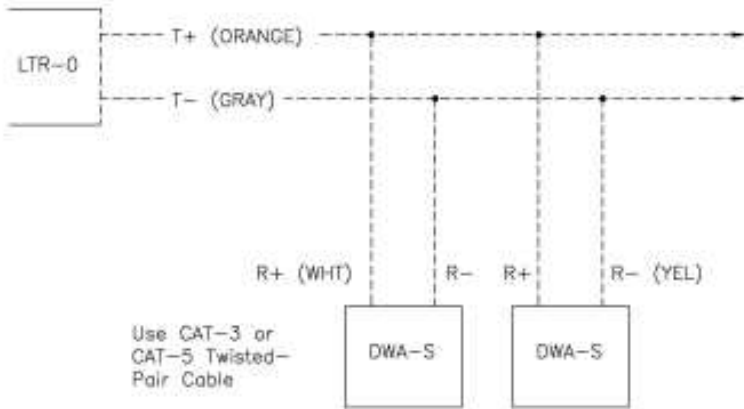 T+ (ORANGE)
LTR-0
T- (GRAY)
R+ (WHT)
R-
R+
R- (YEL)
Use CAT-3 or
CAT-5 Twisted-
Pair Cable
DWA-S
DWA-S